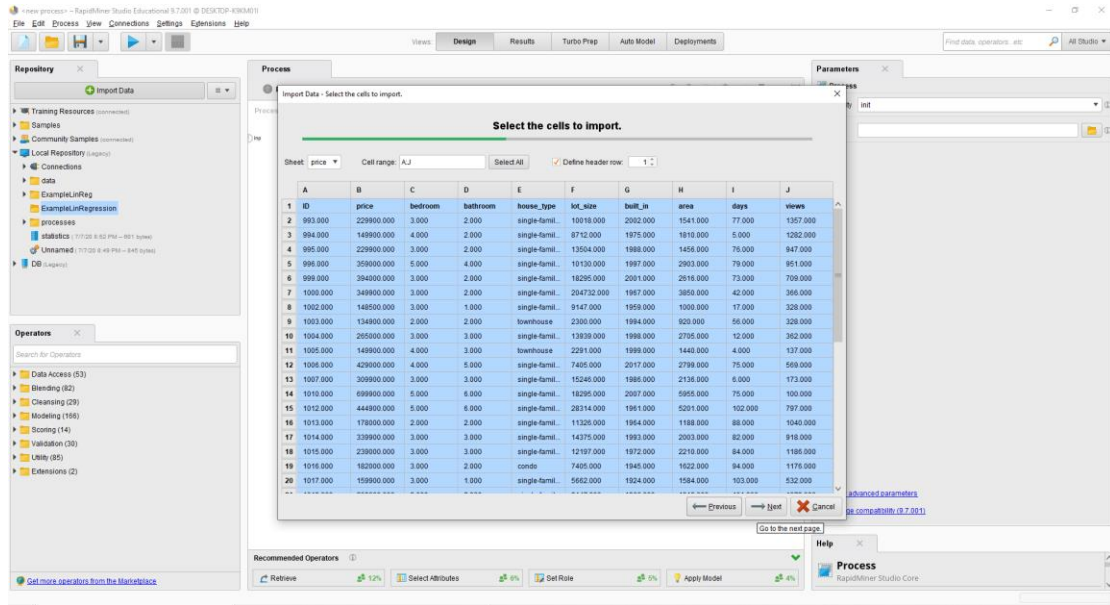 <new process> – RapidMiner Studio Educational 9.7.001 @ DESKTOP-K9KM01I
File Edit Process View Connections Settings Extensions Help
Views: Design Results Turbo Prep Auto Model Deployments
Find data, operators...etc All Studio
Repository
Import Data
Training Resources (connected)
Samples
Community Samples (connected)
Local Repository (Legacy)
Connections
data
ExampleLinReg
ExampleLinRegression
processes
statistics
Unnamed
DB (Legacy)
Operators
Search for Operators
Data Access (53)
Blending (82)
Cleansing (29)
Modeling (166)
Scoring (14)
Validation (30)
Utility (85)
Extensions (2)
Get more operators from the Marketplace
Process
Import Data - Select the cells to import.
Select the cells to import.
Sheet: price Cell range: A:J Select All Define header row: 1
A B C D E F G H I J
1 ID price bedroom bathroom house_type lot_size built_in area days views
2 993.000 229900.000 3.000 2.000 single-famil... 10018.000 2002.000 1541.000 77.000 1357.000
3 994.000 149900.000 4.000 2.000 single-famil... 8712.000 1975.000 1810.000 5.000 1282.000
4 995.000 229900.000 3.000 2.000 single-famil... 13504.000 1988.000 1456.000 76.000 947.000
5 996.000 359000.000 5.000 4.000 single-famil... 10130.000 1997.000 2903.000 79.000 951.000
6 999.000 394000.000 3.000 2.000 single-famil... 18295.000 2001.000 2616.000 73.000 709.000
7 1000.000 349900.000 3.000 2.000 single-famil... 204732.000 1967.000 3850.000 42.000 366.000
8 1002.000 148500.000 3.000 1.000 single-famil... 9147.000 1959.000 1000.000 17.000 328.000
9 1003.000 134900.000 2.000 2.000 townhouse 2300.000 1994.000 920.000 56.000 328.000
10 1004.000 265000.000 3.000 3.000 single-famil... 13939.000 1998.000 2705.000 12.000 362.000
11 1005.000 149900.000 4.000 3.000 townhouse 2291.000 1999.000 1440.000 4.000 137.000
12 1006.000 429000.000 4.000 5.000 single-famil... 7405.000 2017.000 2799.000 75.000 569.000
13 1007.000 309900.000 3.000 3.000 single-famil... 15246.000 1986.000 2136.000 6.000 173.000
14 1010.000 699900.000 5.000 6.000 single-famil... 18295.000 2007.000 5955.000 75.000 100.000
15 1012.000 444900.000 5.000 6.000 single-famil... 28314.000 1961.000 5201.000 102.000 797.000
16 1013.000 178000.000 2.000 2.000 single-famil... 11326.000 1964.000 1188.000 88.000 1040.000
17 1014.000 339900.000 3.000 3.000 single-famil... 14375.000 1993.000 2003.000 82.000 918.000
18 1015.000 239000.000 3.000 3.000 single-famil... 12197.000 1972.000 2210.000 84.000 1186.000
19 1016.000 182000.000 3.000 2.000 condo 7405.000 1945.000 1622.000 94.000 1176.000
20 1017.000 159900.000 3.000 1.000 single-famil... 5662.000 1924.000 1584.000 103.000 532.000
Previous Next Cancel
Go to the next page.
Parameters
init
advanced parameters
compatibility (9.7.001)
Help
Process
RapidMiner Studio Core
Recommended Operators
Retrieve 12% Select Attributes 6% Set Role 5% Apply Model 4%